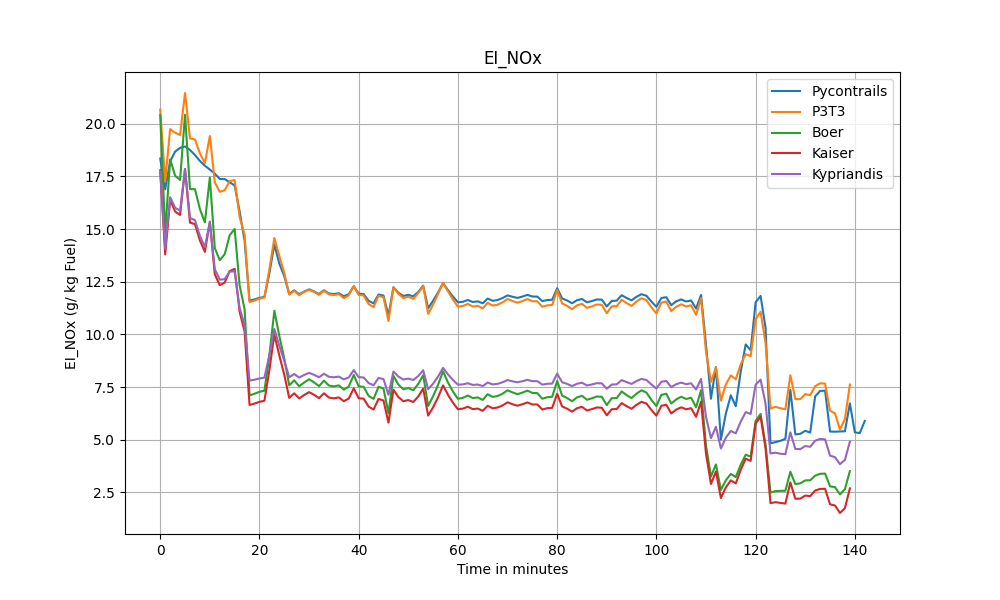 EI_NOx
Pycontrails
P3T3
Boer
Kaiser
Kypriandis
EI_NOx (g/ kg Fuel)
20.0
17.5
15.0
12.5
10.0
7.5
5.0
2.5
0 20 40 60 80 100 120 140
Time in minutes